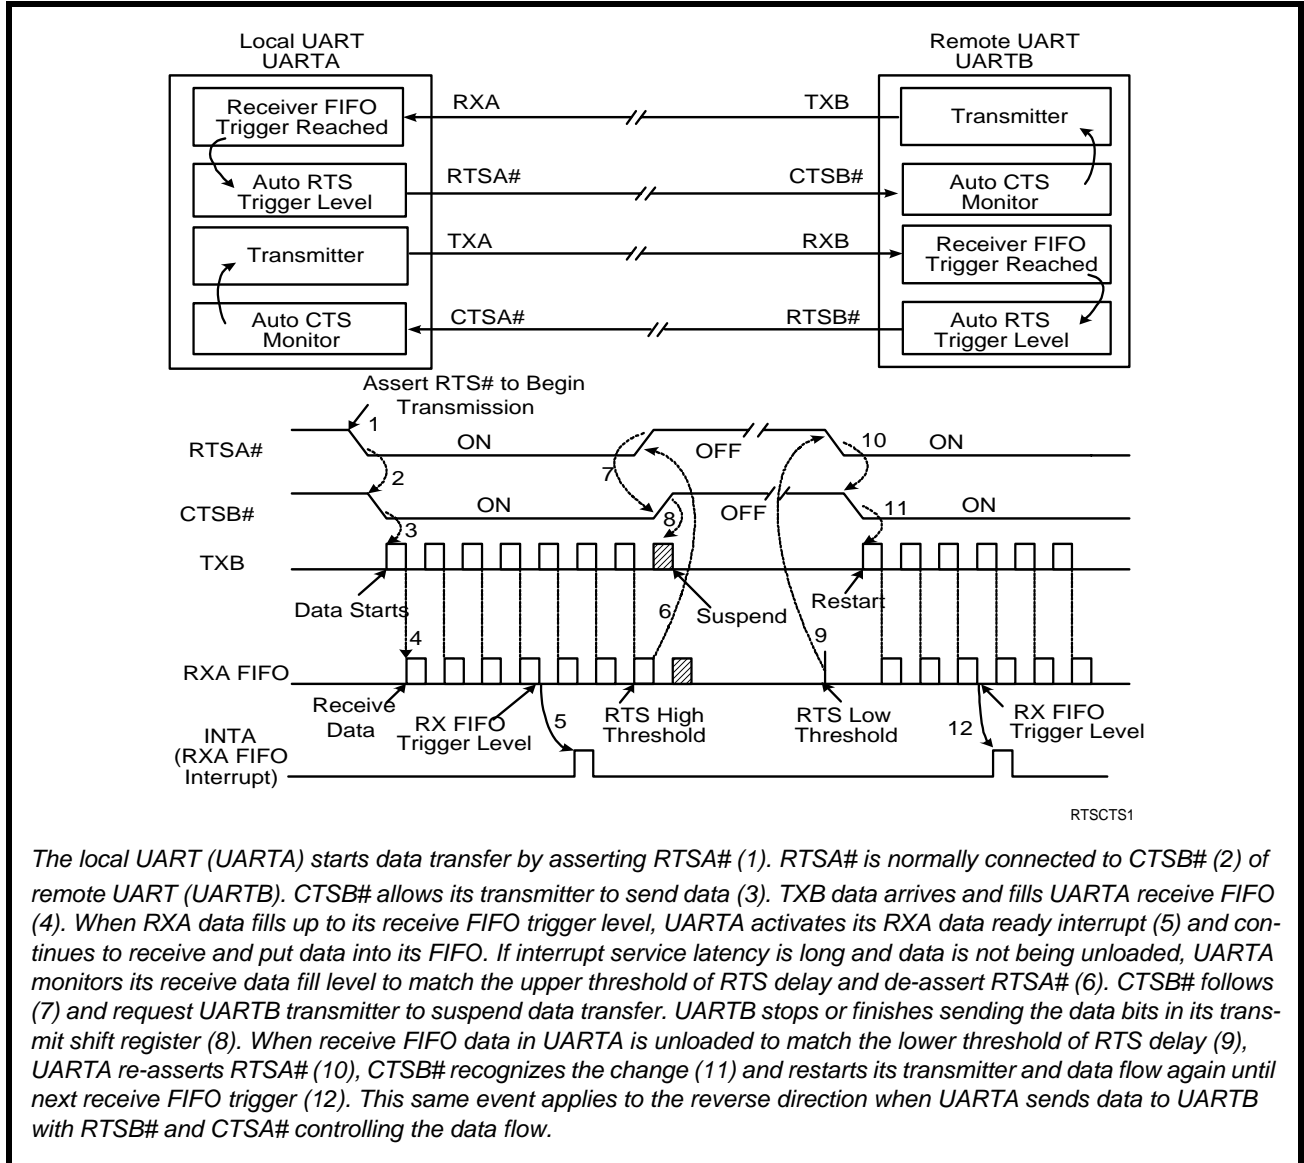 Local UART
UARTA
Remote UART
UARTB
Receiver FIFO
Trigger Reached
RXA
TXB
Transmitter
Auto RTS
Trigger Level
RTSA#
CTSB#
Auto CTS
Monitor
Transmitter
TXA
RXB
Receiver FIFO
Trigger Reached
Auto CTS
Monitor
CTSA#
RTSB#
Auto RTS
Trigger Level
Assert RTS# to Begin
Transmission
1
RTSA#
ON
7
OFF
10
ON
2
CTSB#
ON
8
OFF
11
ON
3
TXB
Data Starts
6
Suspend
Restart
4
9
RXA FIFO
Receive
Data
RX FIFO
Trigger Level
5
RTS High
Threshold
RTS Low
Threshold
12
RX FIFO
Trigger Level
INTA
(RXA FIFO
Interrupt)
RTSCTS1
The local UART (UARTA) starts data transfer by asserting RTSA# (1). RTSA# is normally connected to CTSB# (2) of
remote UART (UARTB). CTSB# allows its transmitter to send data (3). TXB data arrives and fills UARTA receive FIFO
(4). When RXA data fills up to its receive FIFO trigger level, UARTA activates its RXA data ready interrupt (5) and con-
tinues to receive and put data into its FIFO. If interrupt service latency is long and data is not being unloaded, UARTA
monitors its receive data fill level to match the upper threshold of RTS delay and de-assert RTSA# (6). CTSB# follows
(7) and request UARTB transmitter to suspend data transfer. UARTB stops or finishes sending the data bits in its trans-
mit shift register (8). When receive FIFO data in UARTA is unloaded to match the lower threshold of RTS delay (9),
UARTA re-asserts RTSA# (10), CTSB# recognizes the change (11) and restarts its transmitter and data flow again until
next receive FIFO trigger (12). This same event applies to the reverse direction when UARTA sends data to UARTB
with RTSB# and CTSA# controlling the data flow.